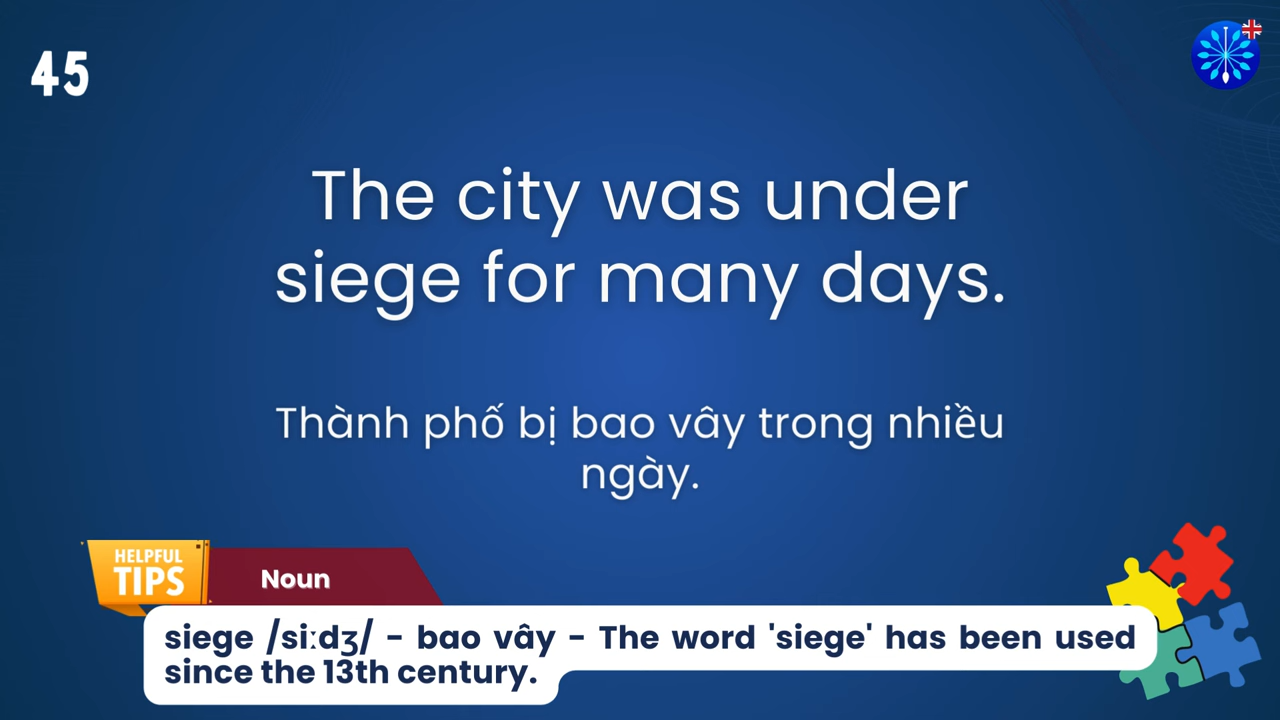 45
The city was under
siege for many days.
Thành phố bị bao vây trong nhiều
ngày.
HELPFUL
TIPS
Noun
siege /siːdʒ/ - bao vây - The word 'siege' has been used
since the 13th century.